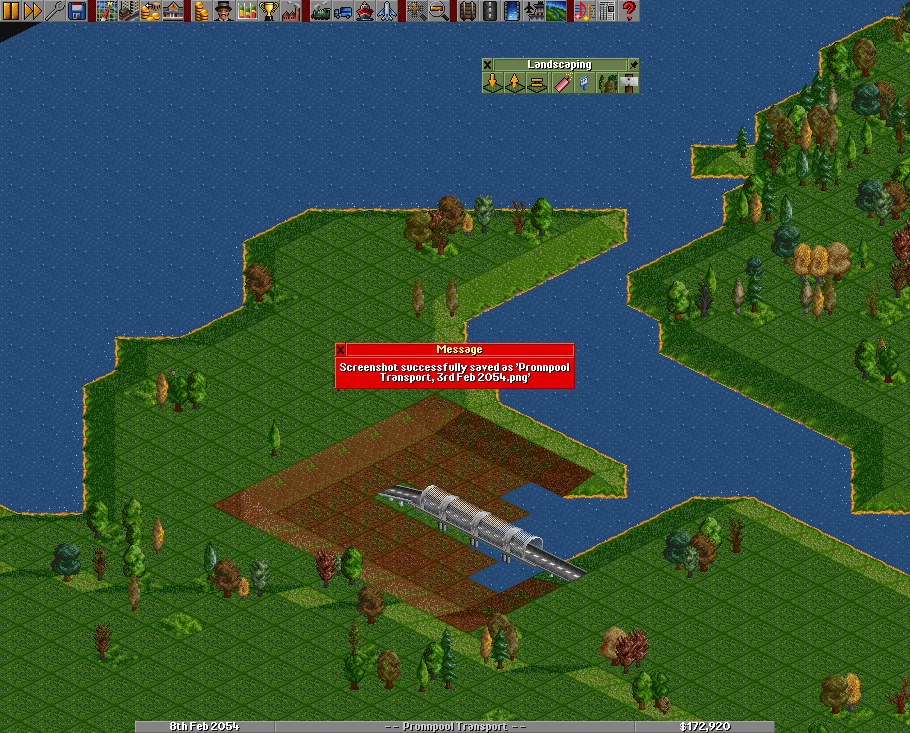 Landscaping
Message
Screenshot successfully saved as 'Pronnpool
Transport, 3rd Feb 2054.png'
8th Feb 2054
-- Pronnpool Transport --
$172,920